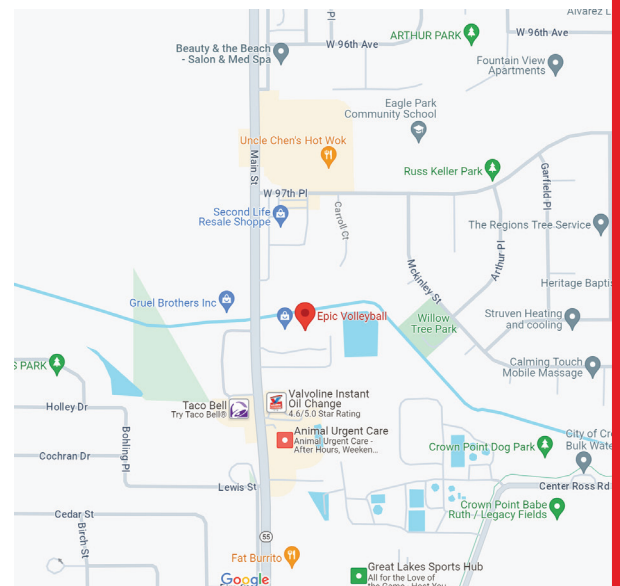 Alvarez L
Pl
ARTHUR PARK
W 96th Ave
W 96th Ave
Beauty & the Beach
- Salon & Med Spa
Fountain View
Apartments
Eagle Park
Community School
Uncle Chen's Hot Wok
Main St
Russ Keller Park
Garfield Pl
W 97th Pl
Carroll Ct
Second Life
Resale Shoppe
The Regions Tree Service
Arthur Pl
Mckinley St
Heritage Baptis
Gruel Brothers Inc
Epic Volleyball
Willow
Tree Park
Struven Heating
and cooling
S PARK
Calming Touch
Mobile Massage
Valvoline Instant
Oil Change
4.6/5.0 Star Rating
Taco Bell
Try Taco Bell®
Holley Dr
Bohling Pl
Animal Urgent Care
Animal Urgent Care -
After Hours, Weeken...
City of Cro
Bulk Wate
Crown Point Dog Park
Cochran Dr
Lewis St
Center Ross Rd
Crown Point Babe
Ruth / Legacy Fields
Cedar St
Birch St
55
Fat Burrito
Great Lakes Sports Hub
All for the Love of
the Game - Host You
Google